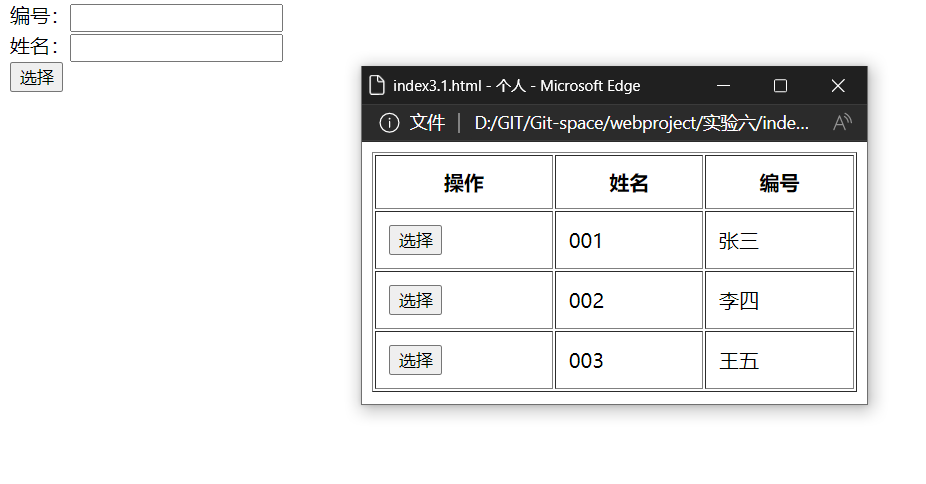 编号：
姓名：
选择
index3.1.html - 个人 - Microsoft Edge
文件 D:/GIT/Git-space/webproject/实验六/inde...
操作 姓名 编号
选择 001 张三
选择 002 李四
选择 003 王五